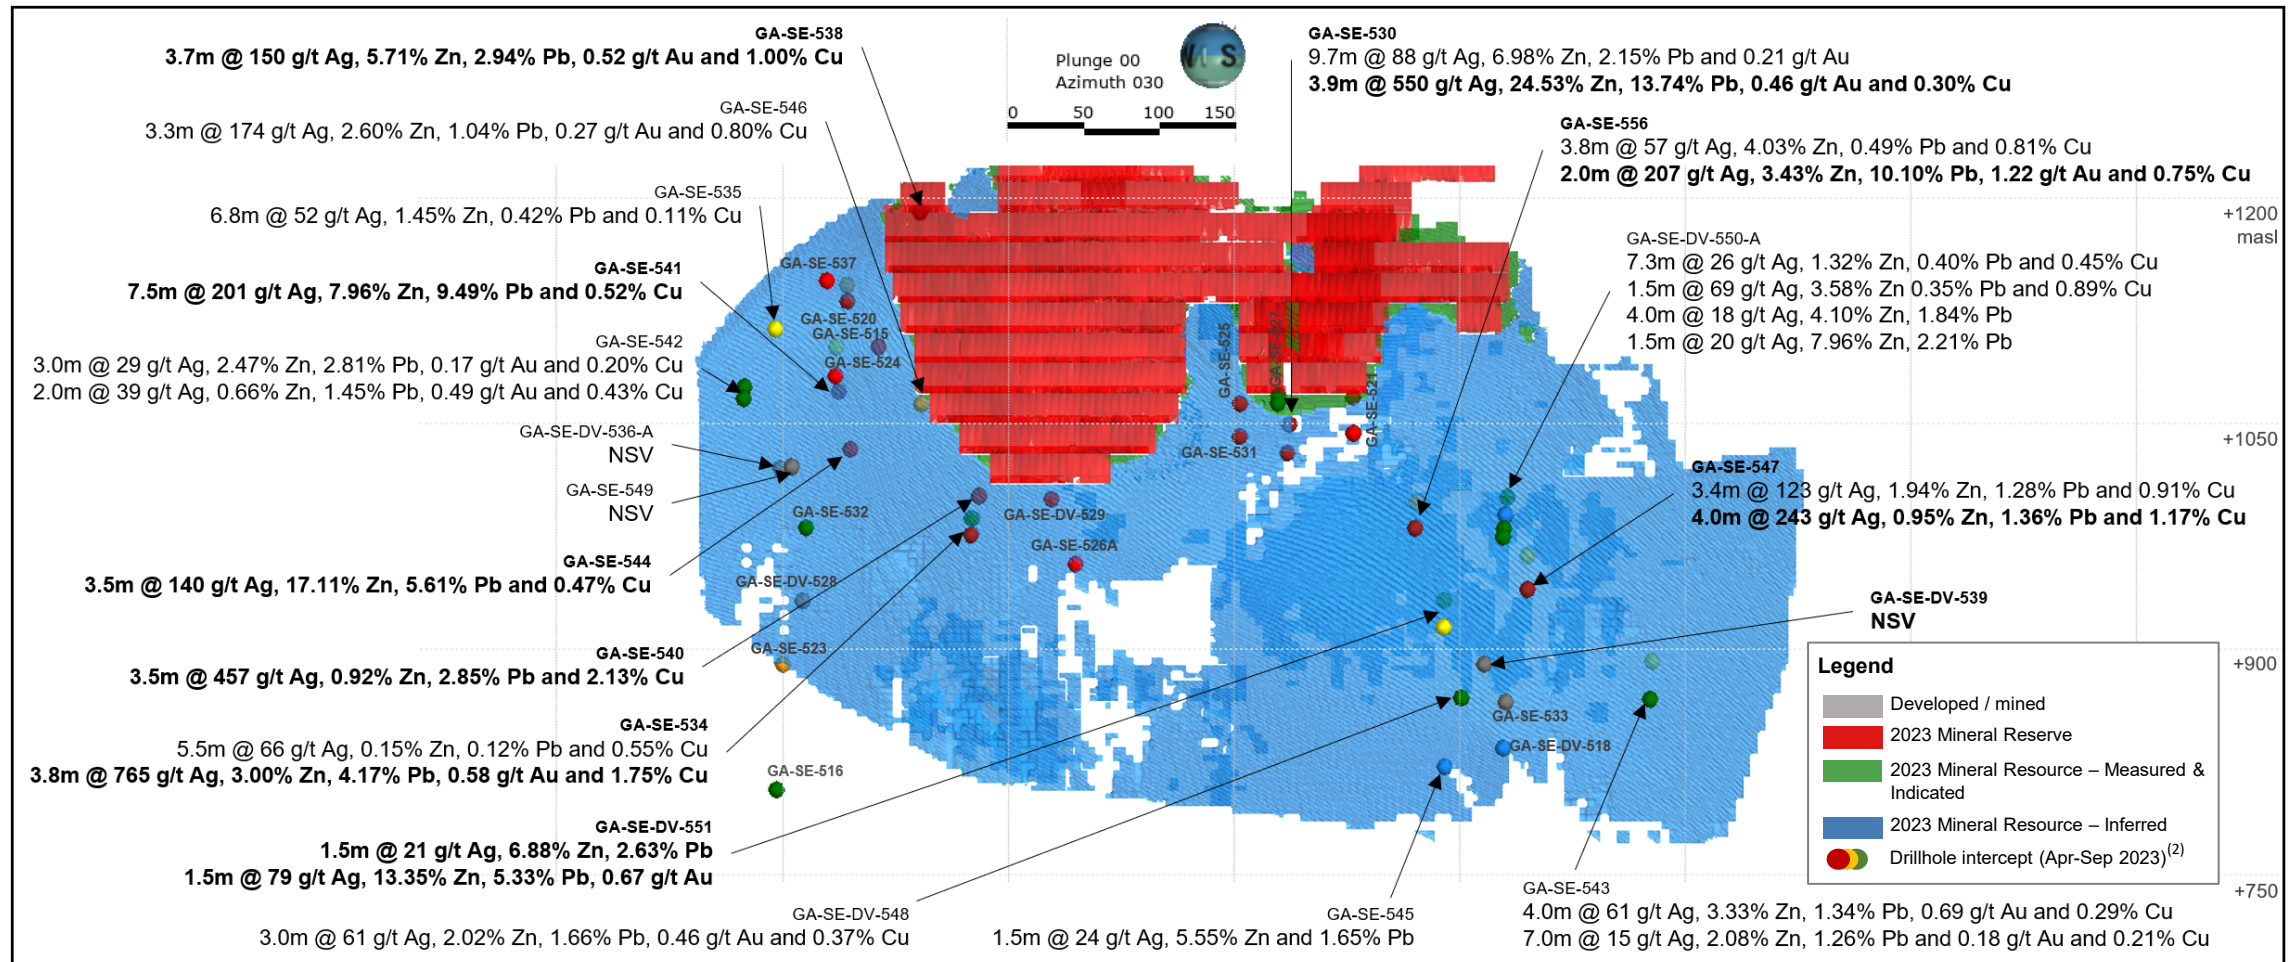 GA-SE-538
3.7m @ 150 g/t Ag, 5.71% Zn, 2.94% Pb, 0.52 g/t Au and 1.00% Cu
GA-SE-546
3.3m @ 174 g/t Ag, 2.60% Zn, 1.04% Pb, 0.27 g/t Au and 0.80% Cu
GA-SE-535
6.8m @ 52 g/t Ag, 1.45% Zn, 0.42% Pb and 0.11% Cu
GA-SE-541
7.5m @ 201 g/t Ag, 7.96% Zn, 9.49% Pb and 0.52% Cu
GA-SE-542
3.0m @ 29 g/t Ag, 2.47% Zn, 2.81% Pb, 0.17 g/t Au and 0.20% Cu
2.0m @ 39 g/t Ag, 0.66% Zn, 1.45% Pb, 0.49 g/t Au and 0.43% Cu
GA-SE-DV-536-A
NSV
GA-SE-549
NSV
GA-SE-544
3.5m @ 140 g/t Ag, 17.11% Zn, 5.61% Pb and 0.47% Cu
GA-SE-540
3.5m @ 457 g/t Ag, 0.92% Zn, 2.85% Pb and 2.13% Cu
GA-SE-534
5.5m @ 66 g/t Ag, 0.15% Zn, 0.12% Pb and 0.55% Cu
3.8m @ 765 g/t Ag, 3.00% Zn, 4.17% Pb, 0.58 g/t Au and 1.75% Cu
GA-SE-DV-551
1.5m @ 21 g/t Ag, 6.88% Zn, 2.63% Pb
1.5m @ 79 g/t Ag, 13.35% Zn, 5.33% Pb, 0.67 g/t Au
GA-SE-DV-548
3.0m @ 61 g/t Ag, 2.02% Zn, 1.66% Pb, 0.46 g/t Au and 0.37% Cu
Plunge 00
Azimuth 030
S
0 50 100 150
GA-SE-537
GA-SE-520
GA-SE-515
GA-SE-524
GA-SE-532
GA-SE-DV-528
GA-SE-523
GA-SE-516
GA-SE-DV-529
GA-SE-526A
GA-SE-525
GA-SE-527
GA-SE-521
GA-SE-531
GA-SE-533
GA-SE-DV-518
GA-SE-530
9.7m @ 88 g/t Ag, 6.98% Zn, 2.15% Pb and 0.21 g/t Au
3.9m @ 550 g/t Ag, 24.53% Zn, 13.74% Pb, 0.46 g/t Au and 0.30% Cu
GA-SE-556
3.8m @ 57 g/t Ag, 4.03% Zn, 0.49% Pb and 0.81% Cu
2.0m @ 207 g/t Ag, 3.43% Zn, 10.10% Pb, 1.22 g/t Au and 0.75% Cu
GA-SE-DV-550-A
7.3m @ 26 g/t Ag, 1.32% Zn, 0.40% Pb and 0.45% Cu
1.5m @ 69 g/t Ag, 3.58% Zn 0.35% Pb and 0.89% Cu
4.0m @ 18 g/t Ag, 4.10% Zn, 1.84% Pb
1.5m @ 20 g/t Ag, 7.96% Zn, 2.21% Pb
GA-SE-547
3.4m @ 123 g/t Ag, 1.94% Zn, 1.28% Pb and 0.91% Cu
4.0m @ 243 g/t Ag, 0.95% Zn, 1.36% Pb and 1.17% Cu
GA-SE-DV-539
NSV
GA-SE-545
1.5m @ 24 g/t Ag, 5.55% Zn and 1.65% Pb
GA-SE-543
4.0m @ 61 g/t Ag, 3.33% Zn, 1.34% Pb, 0.69 g/t Au and 0.29% Cu
7.0m @ 15 g/t Ag, 2.08% Zn, 1.26% Pb and 0.18 g/t Au and 0.21% Cu
+1200
masl
+1050
+900
+750
Legend
Developed / mined
2023 Mineral Reserve
2023 Mineral Resource – Measured &
Indicated
2023 Mineral Resource – Inferred
Drillhole intercept (Apr-Sep 2023)(2)